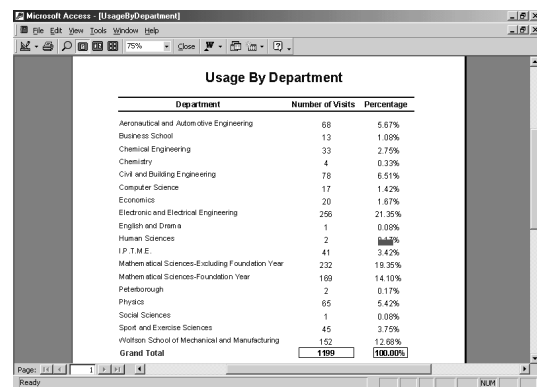 Microsoft Access - [UsageByDepartment]
File Edit View Tools Window Help
75% Close
Usage By Department
Department Number of Visits Percentage
Aeronautical and Automotive Engineering 68 5.67%
Business School 13 1.08%
Chemical Engineering 33 2.75%
Chemistry 4 0.33%
Civil and Building Engineering 78 6.51%
Computer Science 17 1.42%
Economics 20 1.67%
Electronic and Electrical Engineering 256 21.35%
English and Drama 1 0.08%
Human Sciences 2
I.P.T.M.E. 41 3.42%
Mathematical Sciences-Excluding Foundation Year 232 19.35%
Mathematical Sciences-Foundation Year 169 14.10%
Peterborough 2 0.17%
Physics 65 5.42%
Social Sciences 1 0.08%
Sport and Exercise Sciences 45 3.75%
Wolfson School of Mechanical and Manufacturing 152 12.68%
Grand Total 1199 100.00%
Page: 1
Ready NUM